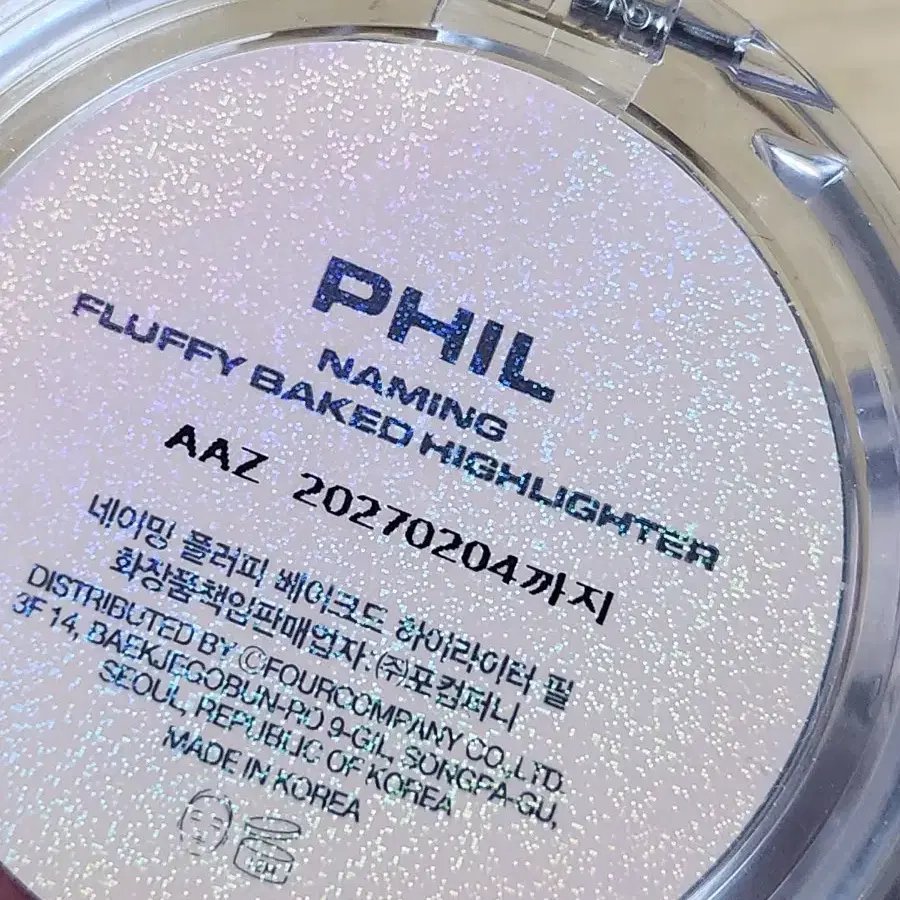 PHIL
NAMING
FLUFFY BAKED HIGHLIGHTER
AAZ 20270204까지
네이밍 플러피 베이크드 하이라이터 필
화장품책임판매업자: ㈜포컴퍼니
DISTRIBUTED BY ©FOURCOMPANY CO.,LTD.
3F 14, BAEKJEGOBUN-RO 9-GIL, SONGPA-GU,
SEOUL, REPUBLIC OF KOREA
MADE IN KOREA